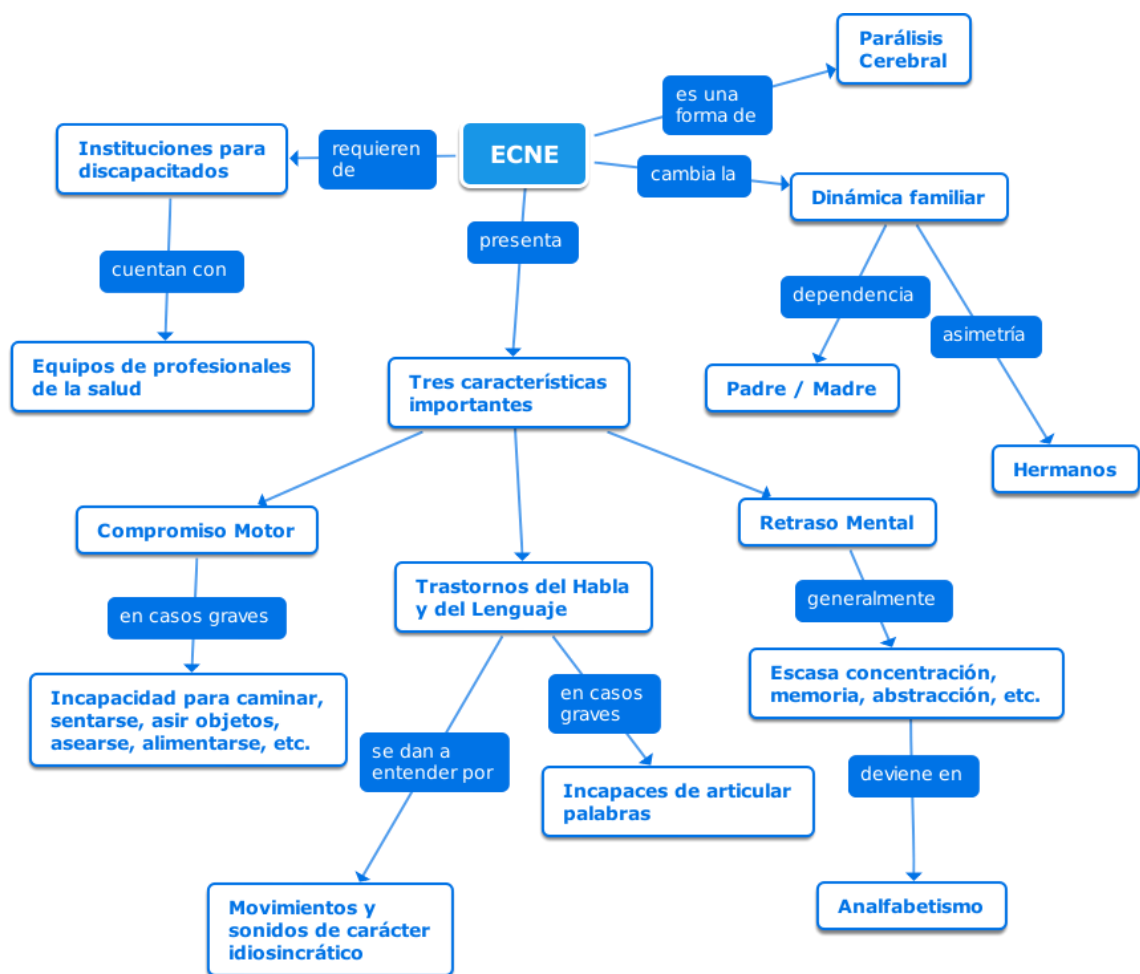 Parálisis
Cerebral
es una
forma de
ECNE
requieren
de
Instituciones para
discapacitados
cambia la
Dinámica familiar
presenta
cuentan con
dependencia
asimetría
Equipos de profesionales
de la salud
Tres características
importantes
Padre / Madre
Hermanos
Compromiso Motor
Retraso Mental
Trastornos del Habla
y del Lenguaje
en casos graves
generalmente
Incapacidad para caminar,
sentarse, asir objetos,
asearse, alimentarse, etc.
en casos
graves
Escasa concentración,
memoria, abstracción, etc.
se dan a
entender por
deviene en
Incapaces de articular
palabras
Movimientos y
sonidos de carácter
idiosincrático
Analfabetismo